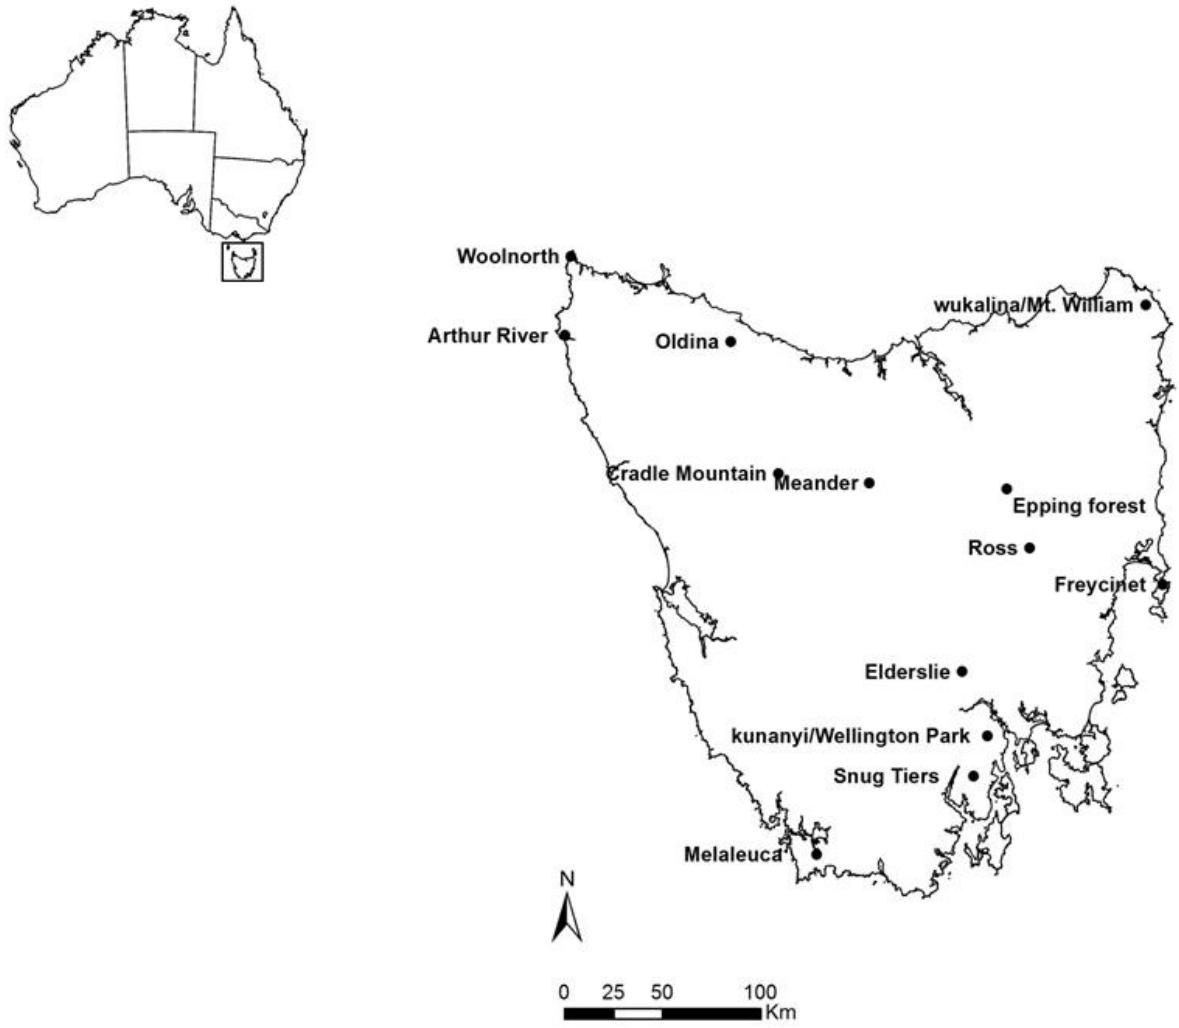 Woolnorth
wukalina/Mt. William
Arthur River
Oldina
Cradle Mountain
Meander
Epping forest
Ross
Freycinet
Elderslie
kunanyi/Wellington Park
Snug Tiers
Melaleuca
N
0 25 50 100
Km